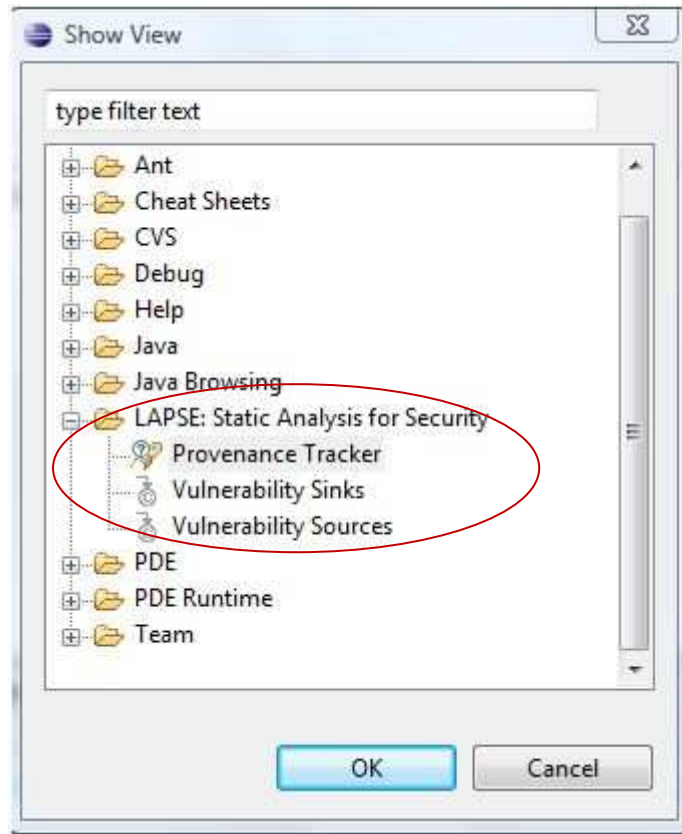 Show View
type filter text
Ant
Cheat Sheets
CVS
Debug
Help
Java
Java Browsing
LAPSE: Static Analysis for Security
Provenance Tracker
Vulnerability Sinks
Vulnerability Sources
PDE
PDE Runtime
Team
OK Cancel